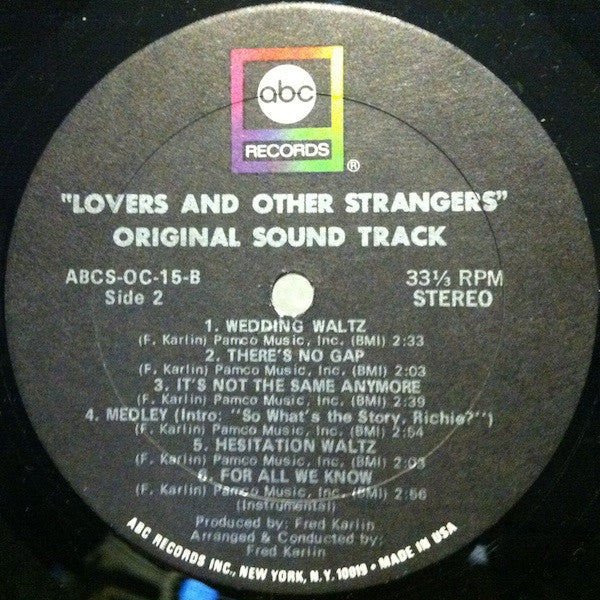 abc
RECORDS
®
"LOVERS AND OTHER STRANGERS"
ORIGINAL SOUND TRACK
ABCS-OC-15-B 33⅓ RPM
Side 2 STEREO
1. WEDDING WALTZ
(F. Karlin) Pamco Music, Inc. (BMI) 2:33
2. THERE'S NO GAP
(F. Karlin) Pamco Music, Inc. (BMI) 2:03
3. IT'S NOT THE SAME ANYMORE
(F. Karlin) Pamco Music, Inc. (BMI) 2:39
4. MEDLEY (Intro: "So What's the Story, Richie?")
(F. Karlin) Pamco Music, Inc. (BMI) 2:54
5. HESITATION WALTZ
(F. Karlin) Pamco Music, Inc. (BMI) 2:03
6. FOR ALL WE KNOW
(F. Karlin) Pamco Music, Inc. (BMI) 2:56
(Instrumental)
Produced by: Fred Karlin
Arranged & Conducted by:
Fred Karlin
ABC RECORDS INC., NEW YORK, N.Y. 10019 • MADE IN USA